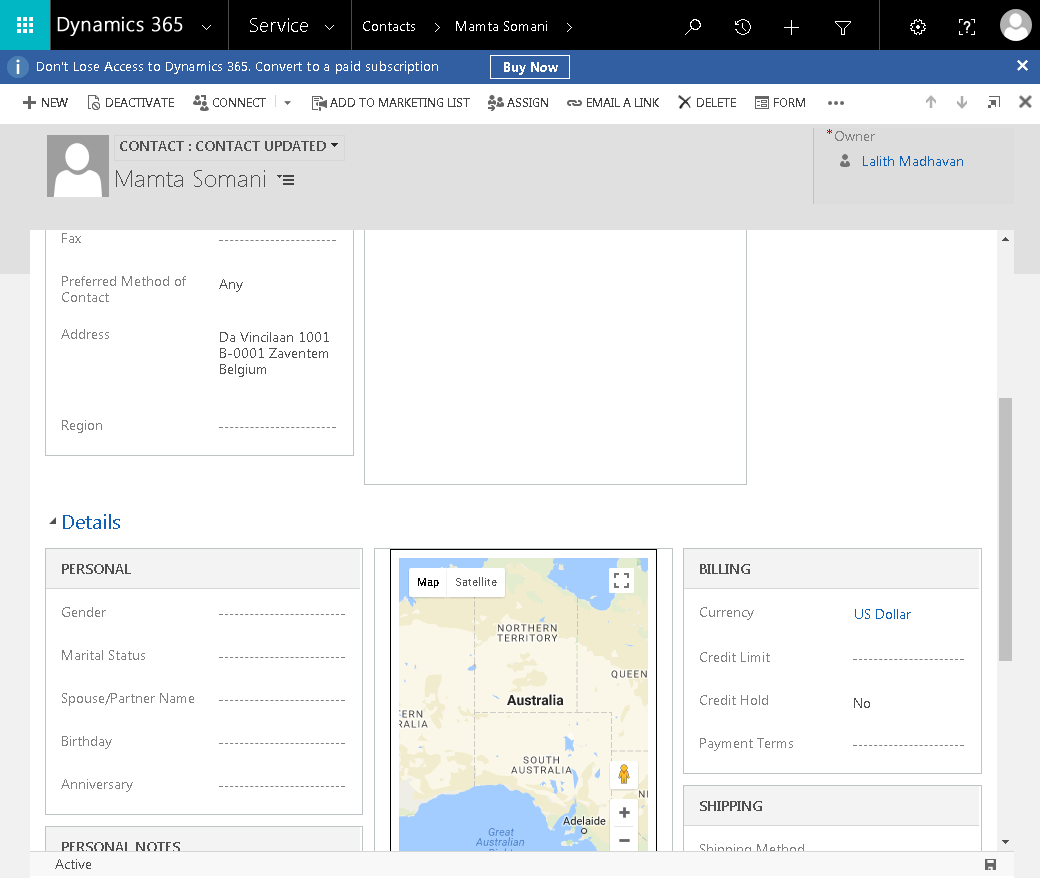 Dynamics 365
Service
Contacts
Mamta Somani
Don't Lose Access to Dynamics 365. Convert to a paid subscription
Buy Now
NEW
DEACTIVATE
CONNECT
ADD TO MARKETING LIST
ASSIGN
EMAIL A LINK
DELETE
FORM
CONTACT : CONTACT UPDATED
Mamta Somani
*Owner
Lalith Madhavan
Fax
Preferred Method of
Contact
Any
Address
Da Vincilaan 1001
B-0001 Zaventem
Belgium
Region
Details
PERSONAL
Gender
Marital Status
Spouse/Partner Name
Birthday
Anniversary
PERSONAL NOTES
Map
Satellite
NORTHERN
TERRITORY
QUEEN
Australia
ERN
RALIA
SOUTH
AUSTRALIA
Adelaide
Great
Australian
BILLING
Currency
US Dollar
Credit Limit
Credit Hold
No
Payment Terms
SHIPPING
Shipping Method
Active